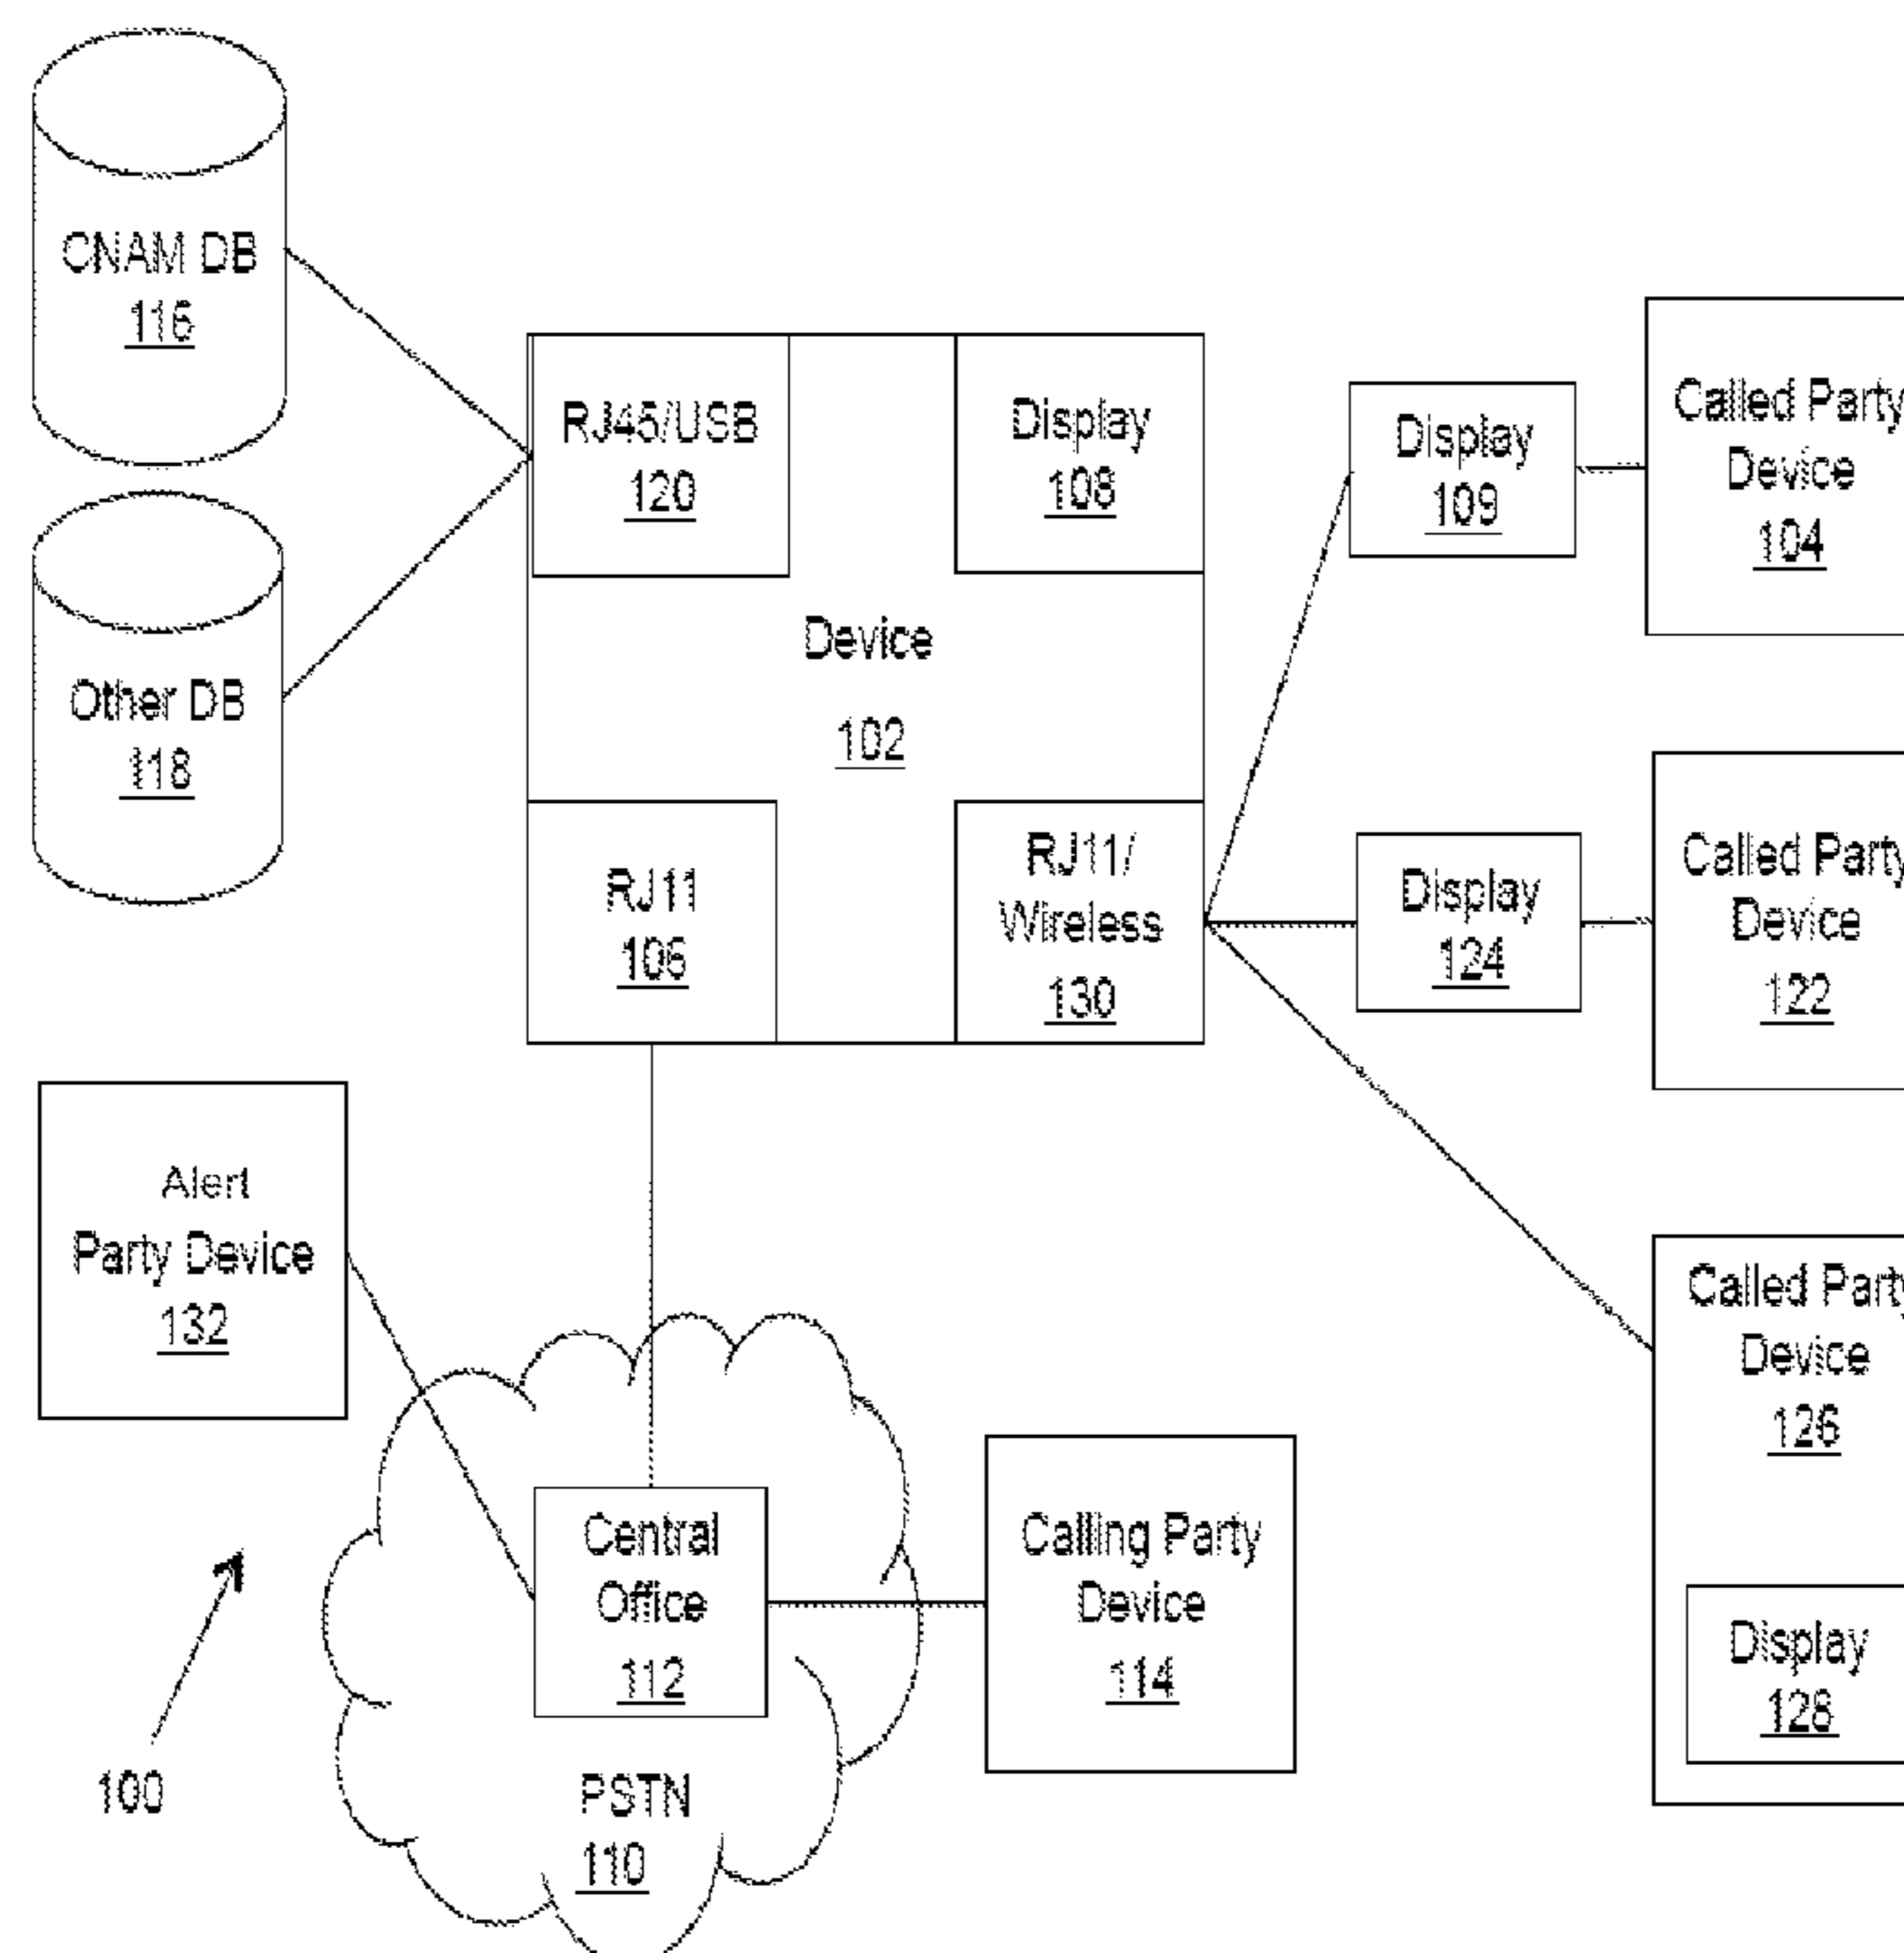 CNAM DB
116
Other DB
118
RJ45/USB
120
Display
108
Device
102
RJ11
106
RJ11/
Wireless
130
Display
109
Called Party
Device
104
Display
124
Called Party
Device
122
Called Party
Device
126
Display
128
Alert
Party Device
132
Central
Office
112
Calling Party
Device
114
PSTN
110
100